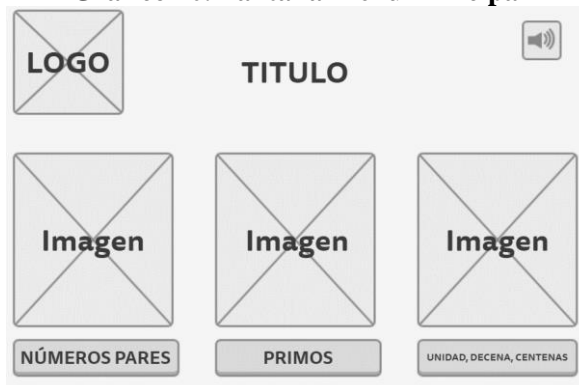 LOGO
TITULO
Imagen Imagen Imagen
NÚMEROS PARES PRIMOS UNIDAD, DECENA, CENTENAS